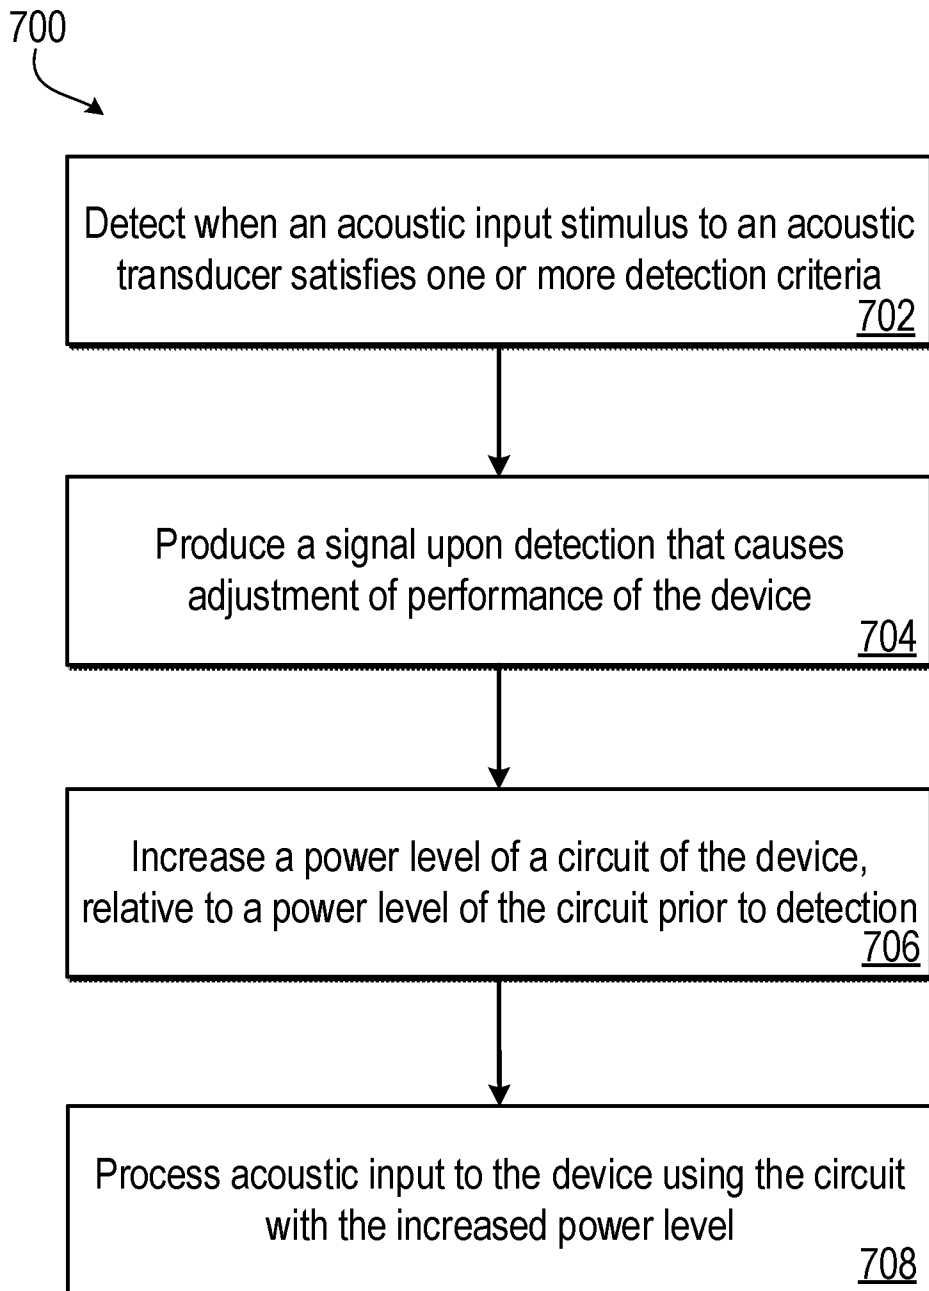 700
Detect when an acoustic input stimulus to an acoustic
transducer satisfies one or more detection criteria
702
Produce a signal upon detection that causes
adjustment of performance of the device
704
Increase a power level of a circuit of the device,
relative to a power level of the circuit prior to detection
706
Process acoustic input to the device using the circuit
with the increased power level
708